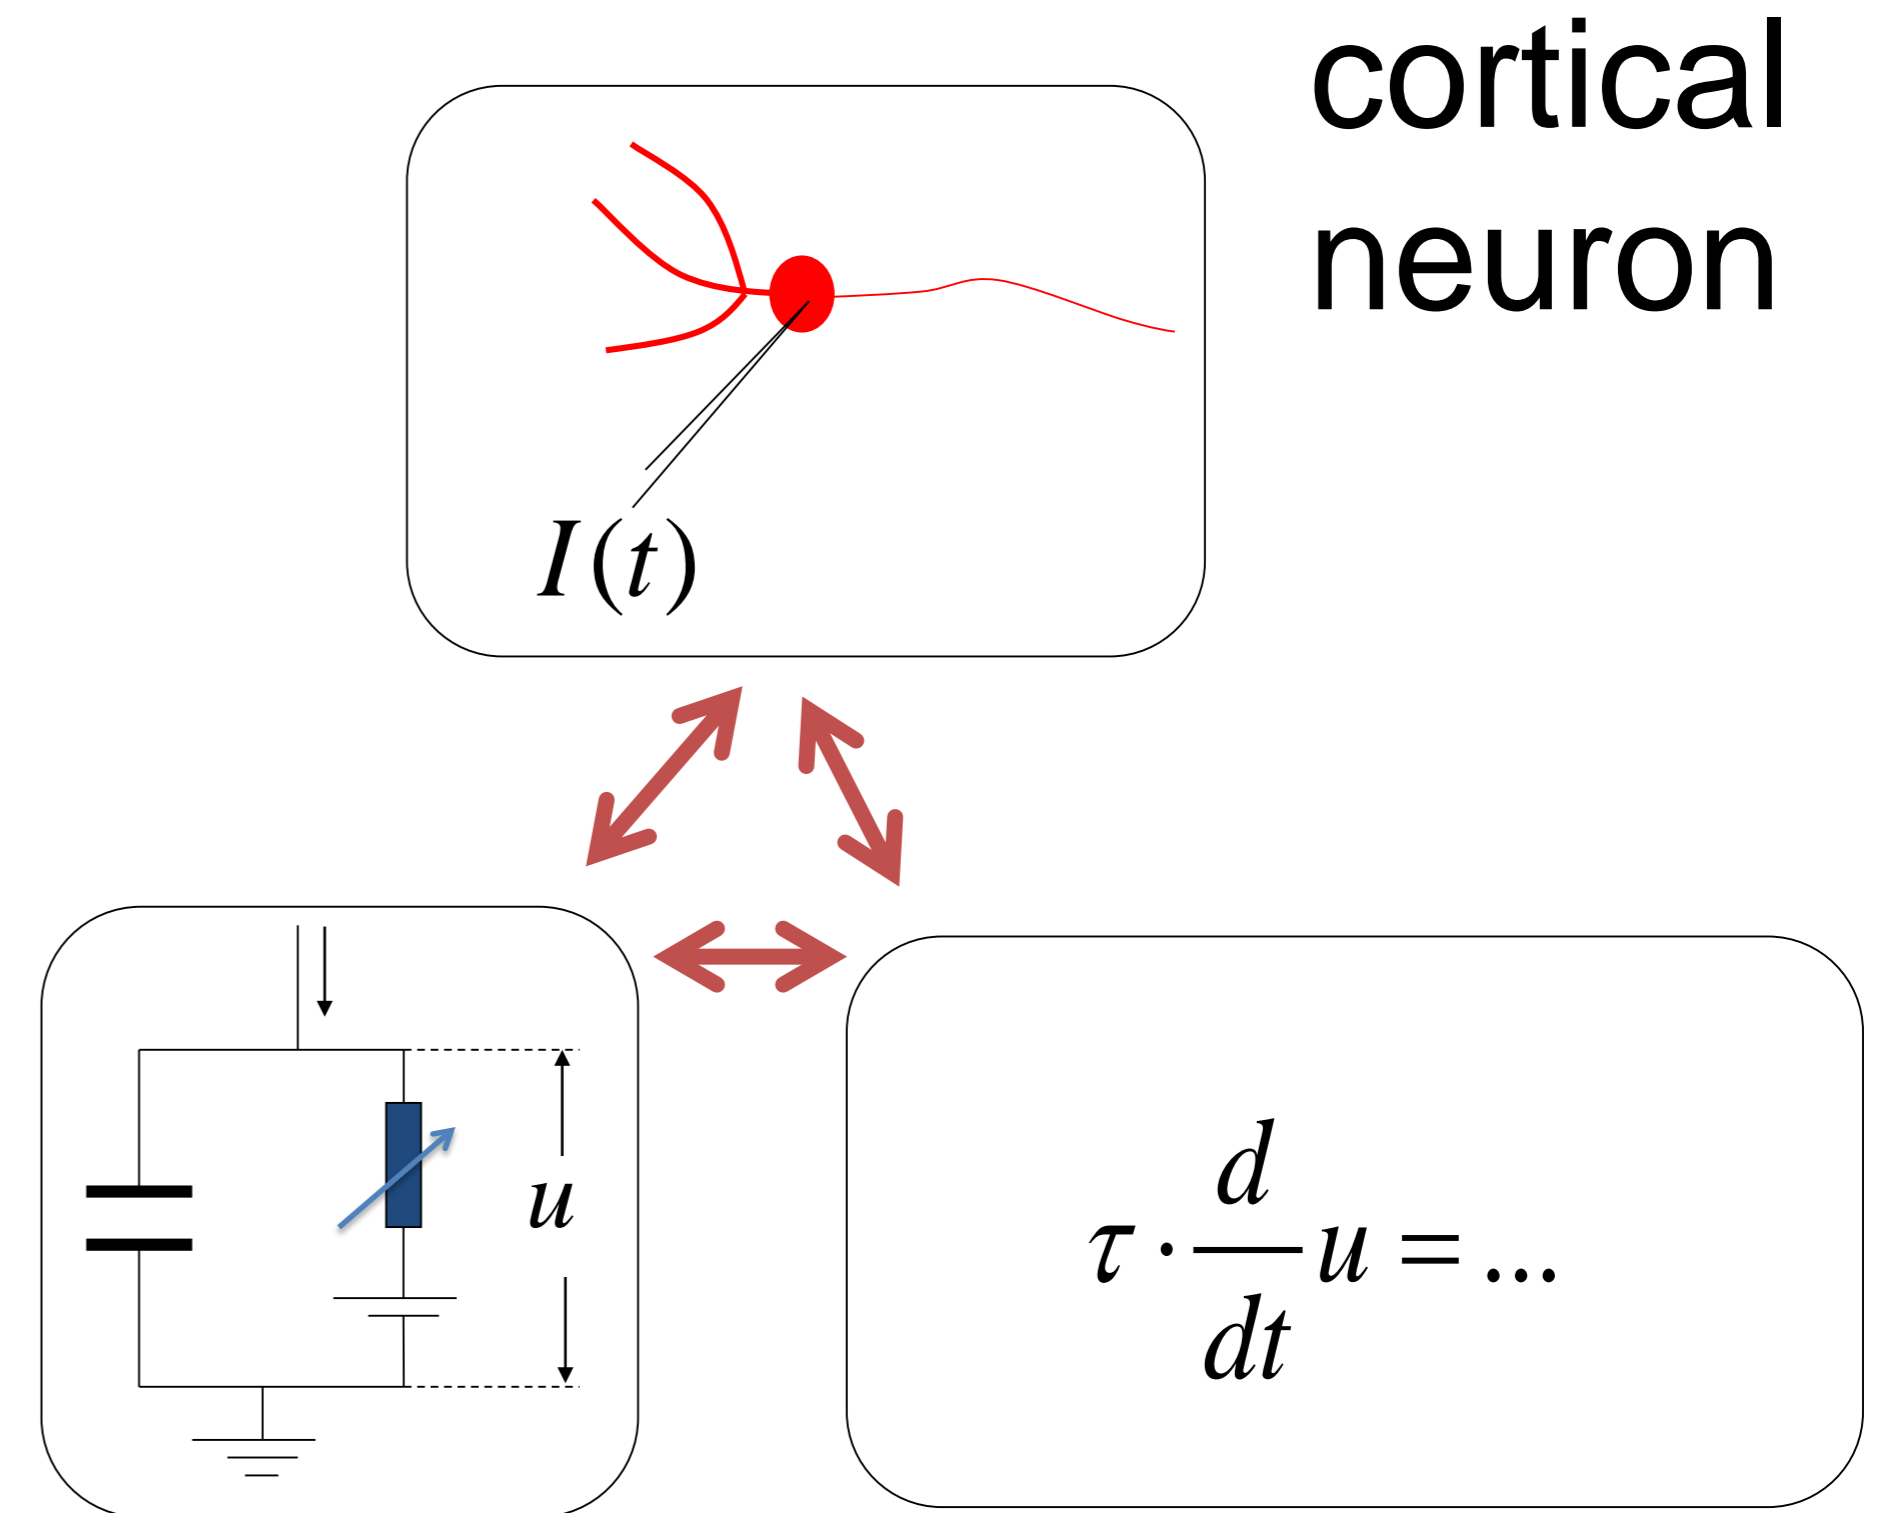 cortical
neuron
I(t)
u
τ · d/dt u = ...